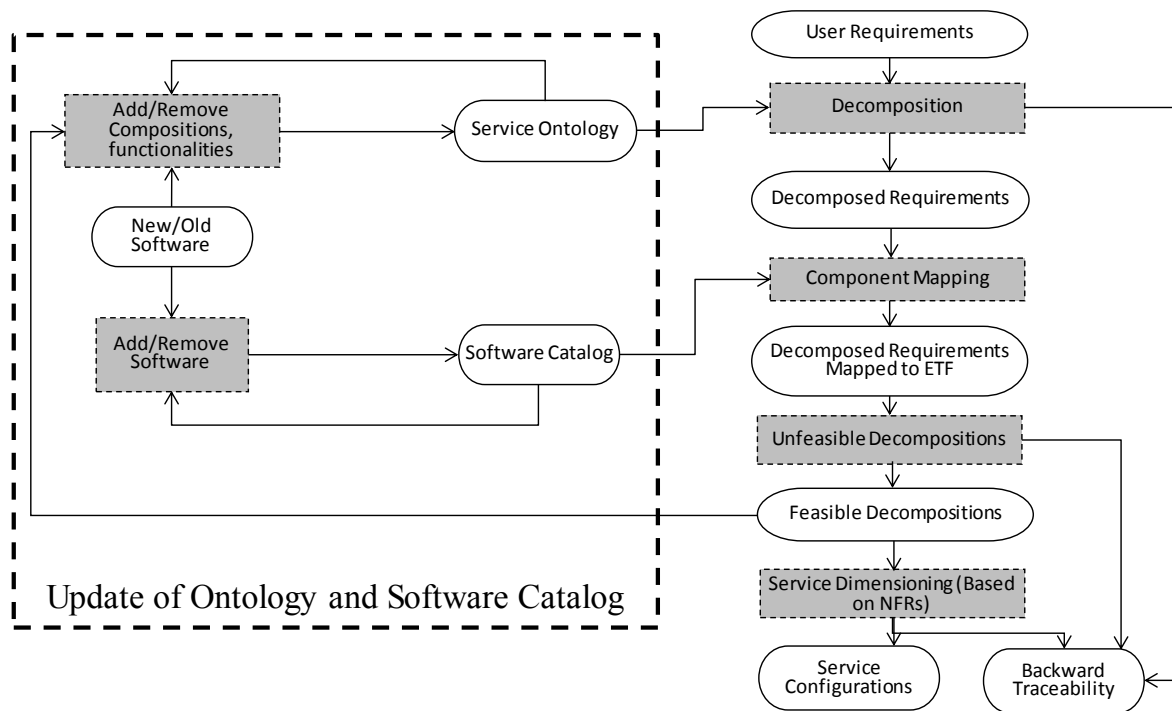 User Requirements
Add/Remove
Compositions,
functionalities
Service Ontology
Decomposition
Decomposed Requirements
New/Old
Software
Component Mapping
Add/Remove
Software
Software Catalog
Decomposed Requirements
Mapped to ETF
Unfeasible Decompositions
Feasible Decompositions
Service Dimensioning (Based
on NFRs)
Update of Ontology and Software Catalog
Service
Configurations
Backward
Traceability